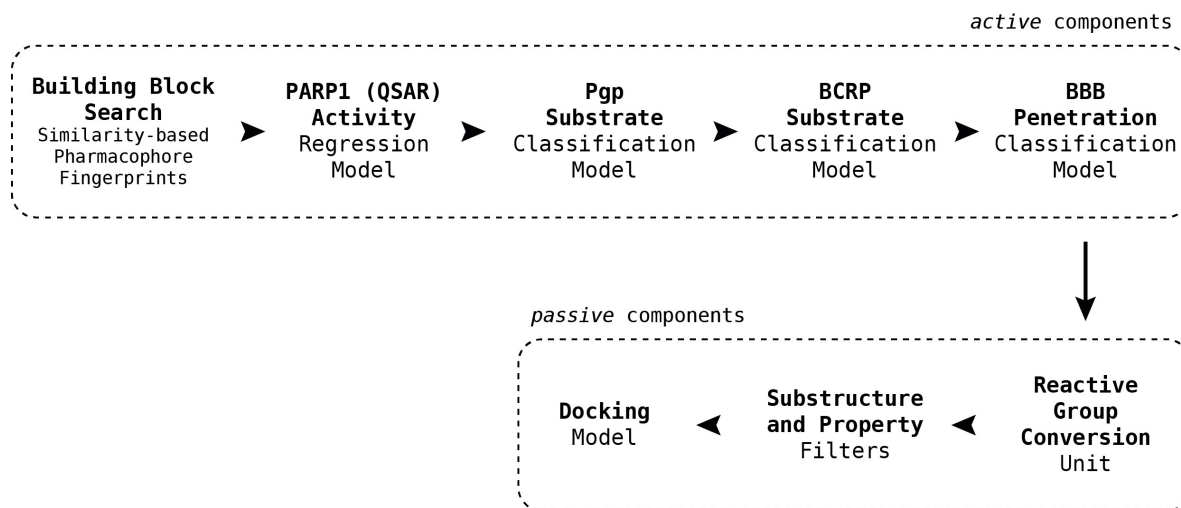 active components
Building Block
Search
Similarity-based
Pharmacophore
Fingerprints
PARP1 (QSAR)
Activity
Regression
Model
Pgp
Substrate
Classification
Model
BCRP
Substrate
Classification
Model
BBB
Penetration
Classification
Model
passive components
Docking
Model
Substructure
and Property
Filters
Reactive
Group
Conversion
Unit